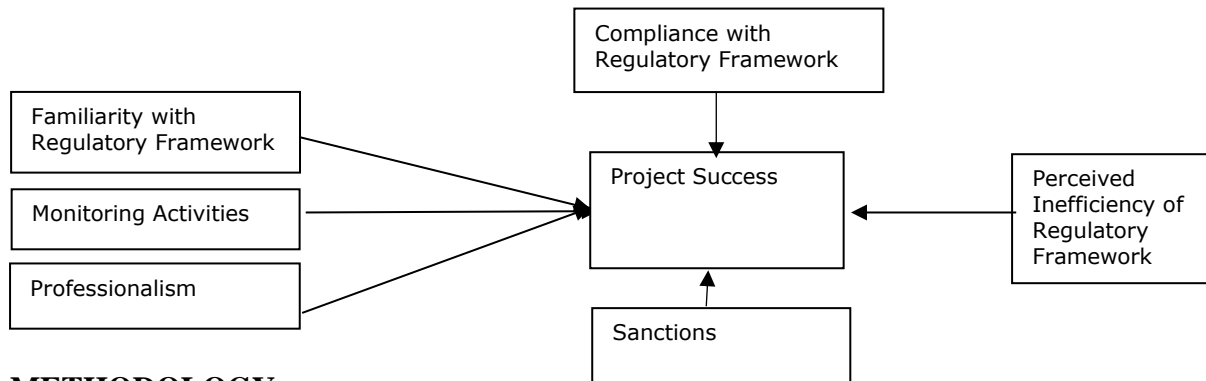 Compliance with
Regulatory Framework
Familiarity with
Regulatory Framework
Monitoring Activities
Professionalism
Project Success
Perceived
Inefficiency of
Regulatory
Framework
Sanctions
METHODOLOGY